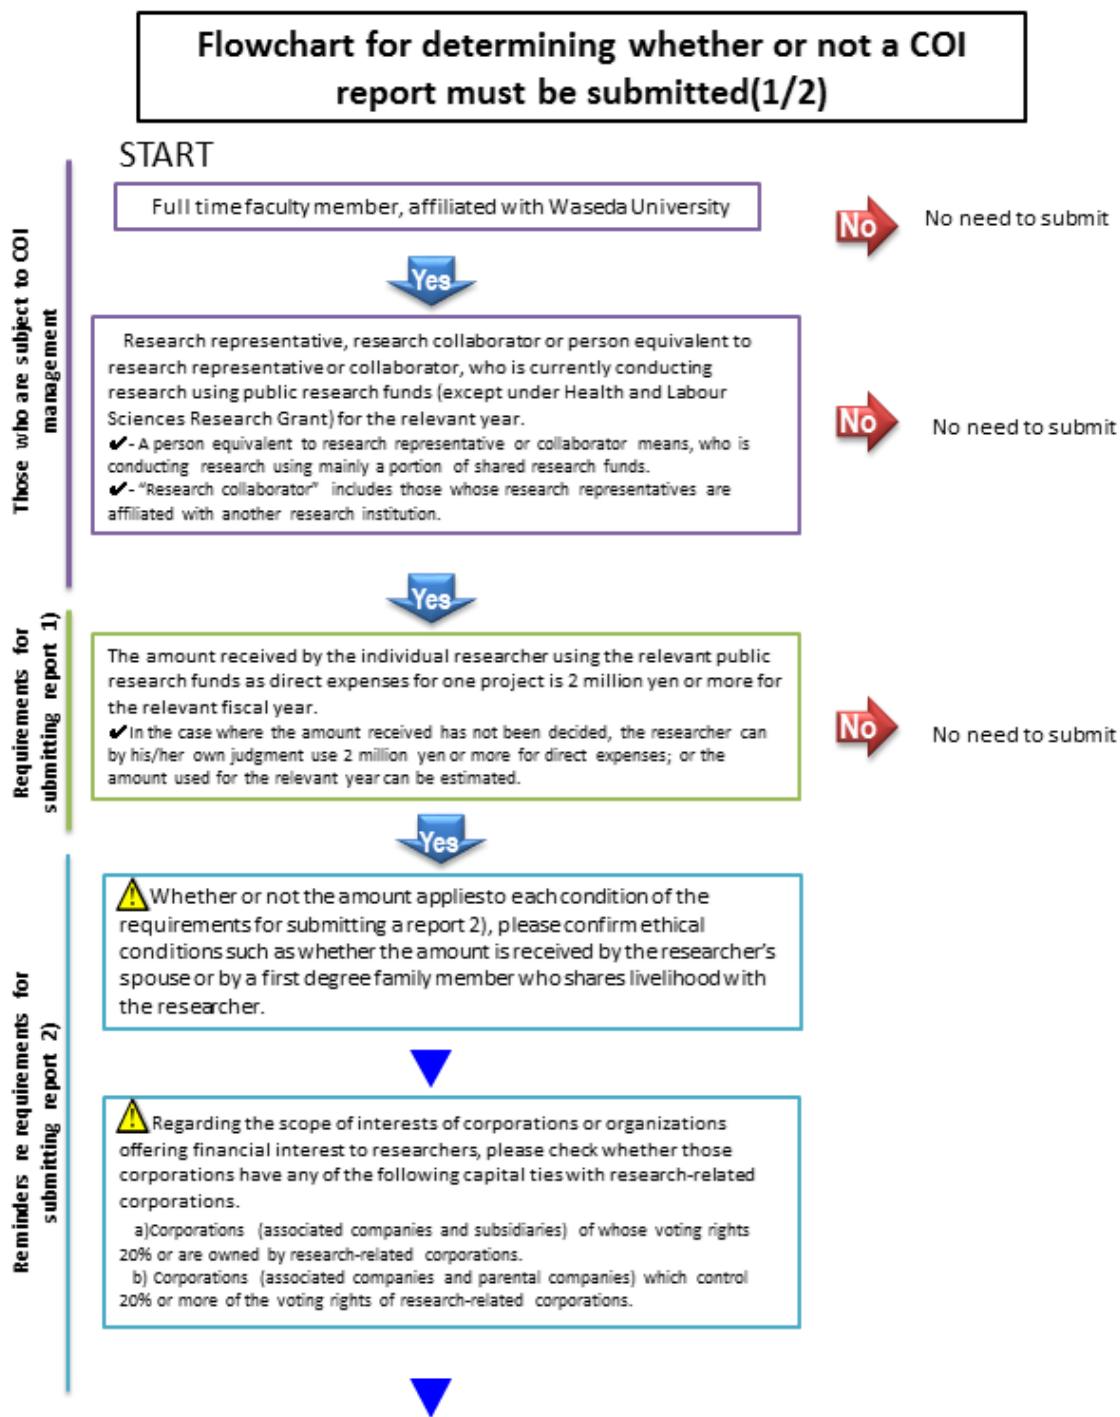 Flowchart for determining whether or not a COI
report must be submitted(1/2)
START
Those who are subject to COI
management
Full time faculty member, affiliated with Waseda University
No
No need to submit
Yes
Research representative, research collaborator or person equivalent to
research representative or collaborator, who is currently conducting
research using public research funds (except under Health and Labour
Sciences Research Grant) for the relevant year.
✔- A person equivalent to research representative or collaborator means, who is
conducting research using mainly a portion of shared research funds.
✔- "Research collaborator" includes those whose research representatives are
affiliated with another research institution.
No
No need to submit
Yes
Requirements for
submitting report 1)
The amount received by the individual researcher using the relevant public
research funds as direct expenses for one project is 2 million yen or more for
the relevant fiscal year.
✔In the case where the amount received has not been decided, the researcher can
by his/her own judgment use 2 million yen or more for direct expenses; or the
amount used for the relevant year can be estimated.
No
No need to submit
Yes
Reminders re requirements for
submitting report 2)
Whether or not the amount appliesto each condition of the
requirements for submitting a report 2), please confirm ethical
conditions such as whether the amount is received by the researcher's
spouse or by a first degree family member who shares livelihood with
the researcher.
Regarding the scope of interests of corporations or organizations
offering financial interest to researchers, please check whether those
corporations have any of the following capital ties with research-related
corporations.
a)Corporations (associated companies and subsidiaries) of whose voting rights
20% or are owned by research-related corporations.
b) Corporations (associated companies and parental companies) which control
20% or more of the voting rights of research-related corporations.